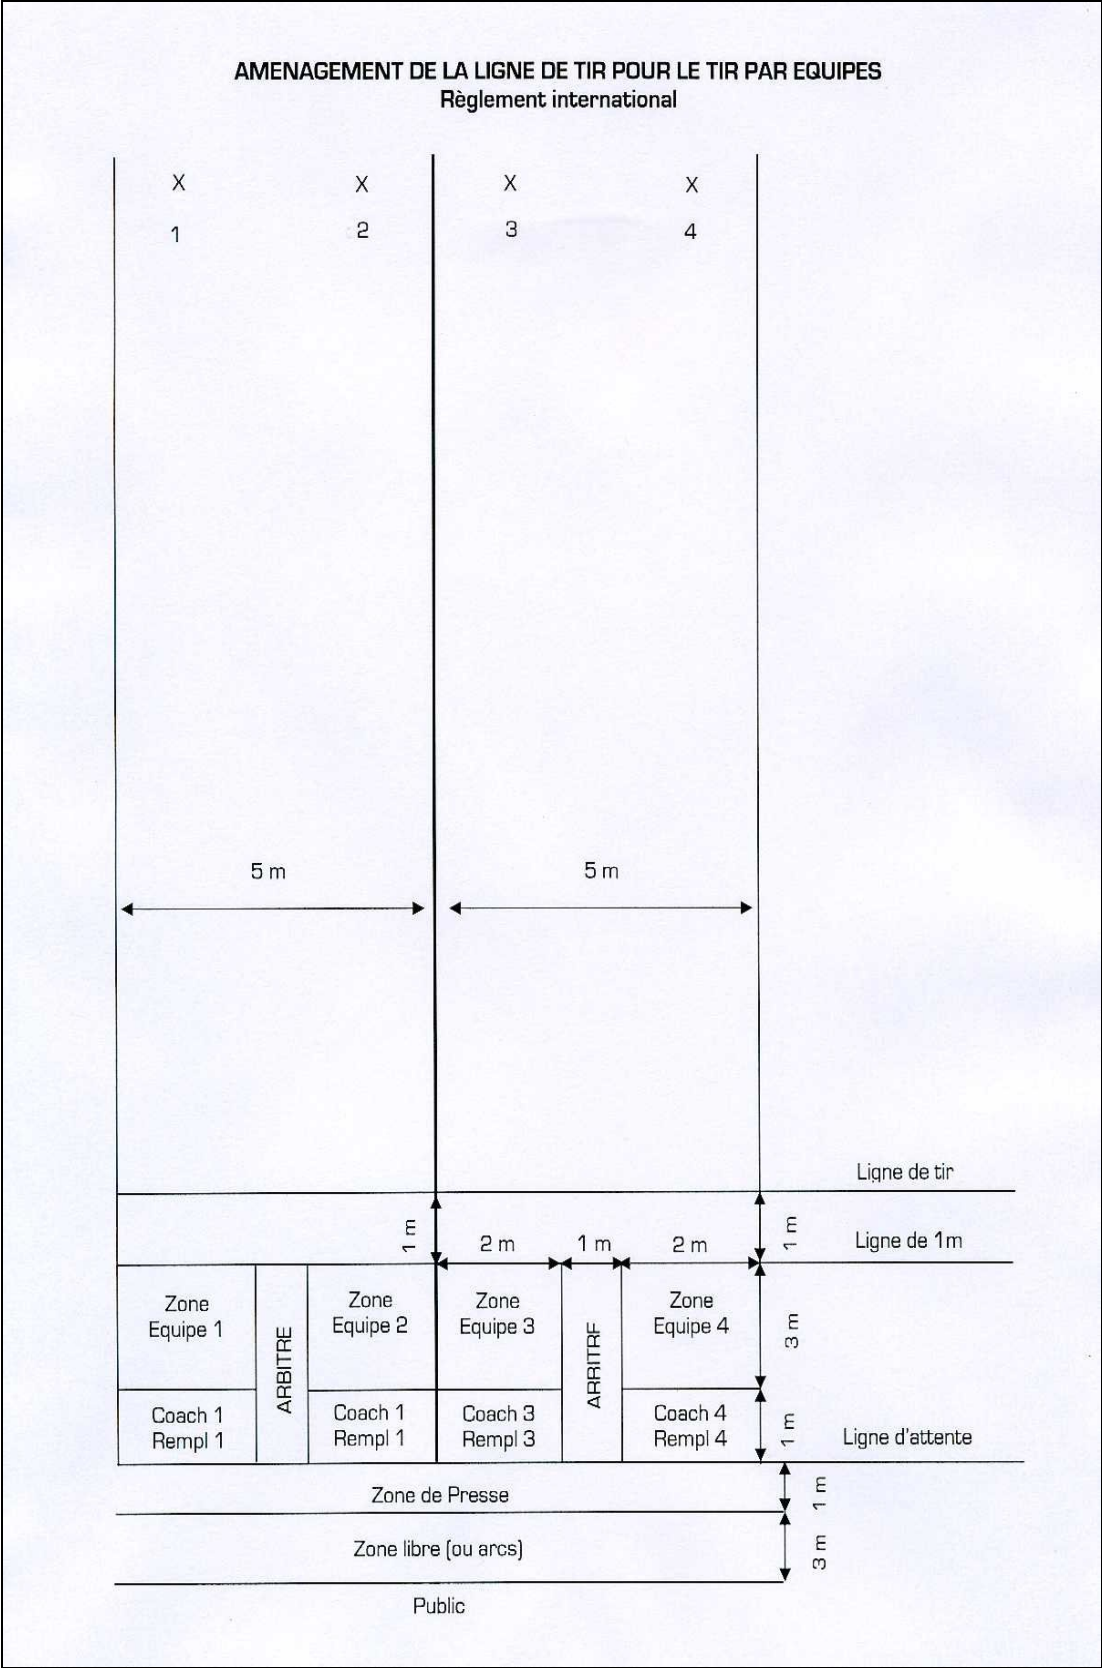 AMENAGEMENT DE LA LIGNE DE TIR POUR LE TIR PAR EQUIPES
Règlement international
X X X X
1 2 3 4
5 m 5 m
Ligne de tir
1 m 1 m
2 m 1 m 2 m Ligne de 1m
Zone Zone Zone Zone
Equipe 1 Equipe 2 Equipe 3 Equipe 4
ARBITRE ARRITRF
3 m
Coach 1 Coach 1 Coach 3 Coach 4
Rempl 1 Rempl 1 Rempl 3 Rempl 4
1 m
Ligne d'attente
Zone de Presse
1 m
Zone libre (ou arcs)
3 m
Public